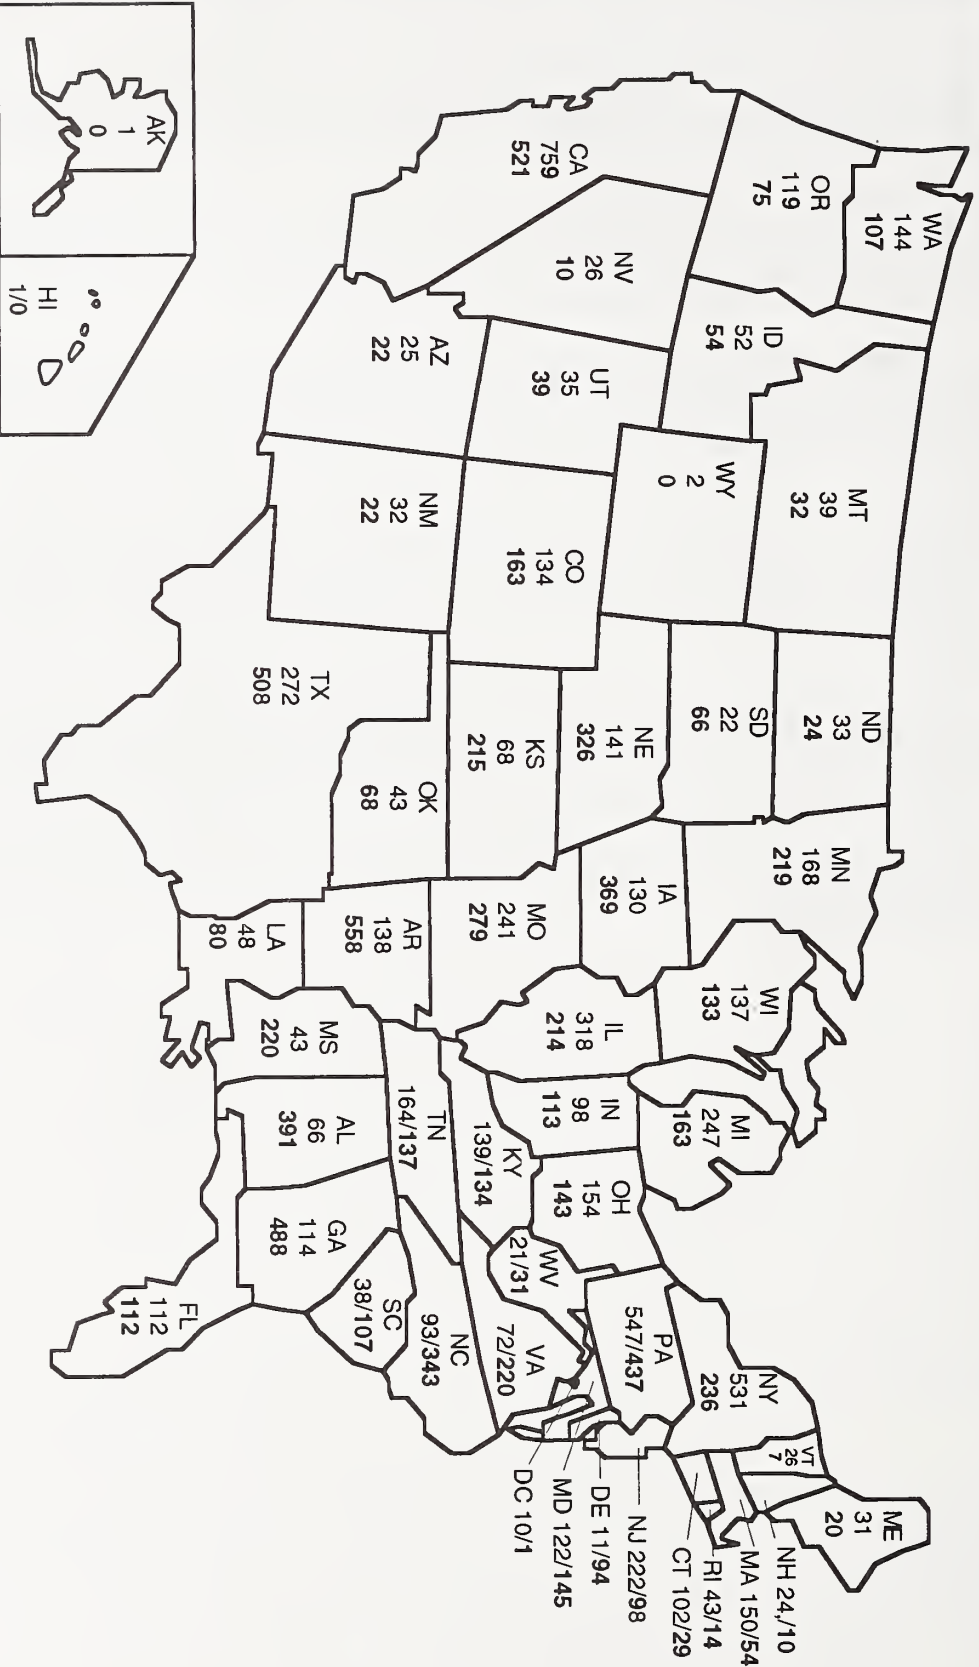 WA
144
107
OR
119
75
CA
759
521
NV
26
10
ID
52
54
MT
39
32
WY
2
0
UT
35
39
AZ
25
22
CO
134
163
NM
32
22
ND
33
24
SD
22
66
NE
141
326
KS
68
215
OK
43
68
TX
272
508
MN
168
219
IA
130
369
MO
241
279
AR
138
558
LA
48
80
WI
137
133
IL
318
214
MS
43
220
MI
247
163
IN
98
113
OH
154
143
KY
139/134
TN
164/137
AL
66
391
GA
114
488
FL
112
112
SC
38/107
NC
93/343
VA
72/220
WV
21/31
PA
547/437
NY
531
236
VT
26
7
ME
31
20
NH 24,/10
MA 150/54
RI 43/14
CT 102/29
NJ 222/98
DE 11/94
MD 122/145
DC 10/1
AK
1
0
HI
1/0